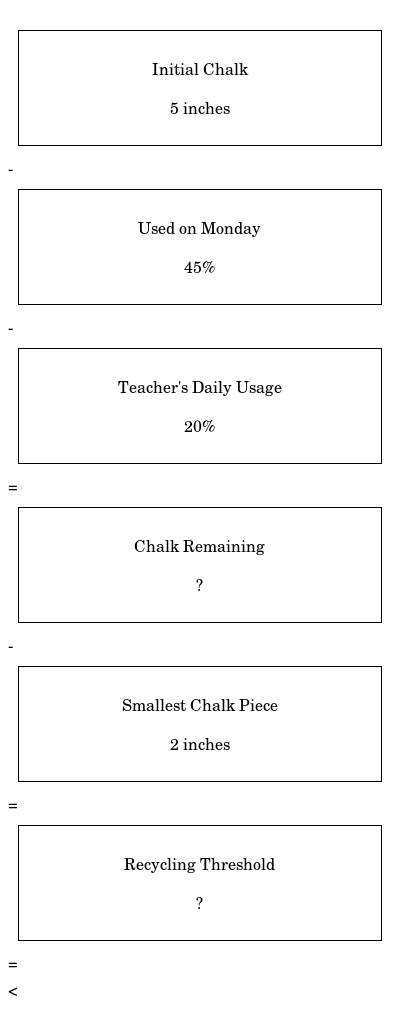 Initial Chalk
5 inches
-
Used on Monday
45%
-
Teacher's Daily Usage
20%
=
Chalk Remaining
?
-
Smallest Chalk Piece
2 inches
=
Recycling Threshold
?
=
<